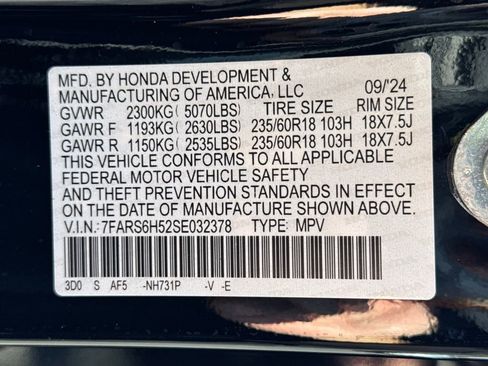 MFD. BY HONDA DEVELOPMENT &
MANUFACTURING OF AMERICA, LLC 09/'24
GVWR 2300KG ( 5070LBS) TIRE SIZE RIM SIZE
GAWR F 1193KG ( 2630LBS) 235/60R18 103H 18X7.5J
GAWR R 1150KG ( 2535LBS) 235/60R18 103H 18X7.5J
THIS VEHICLE CONFORMS TO ALL APPLICABLE
FEDERAL MOTOR VEHICLE SAFETY
AND THEFT PREVENTION STANDARDS IN EFFECT
ON THE DATE OF MANUFACTURE SHOWN ABOVE.
V.I.N.:7FARS6H52SE032378 TYPE: MPV
3D0 S AF5 -NH731P -V -E